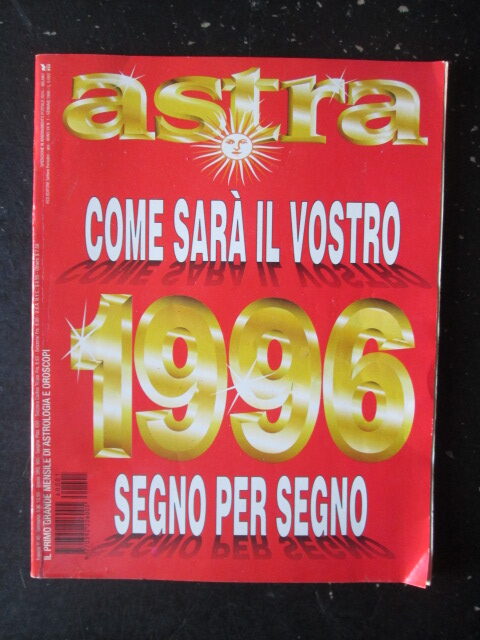 astra
COME SARÀ IL VOSTRO
1996
SEGNO PER SEGNO
IL PRIMO GRANDE MENSILE DI ASTROLOGIA E OROSCOPI